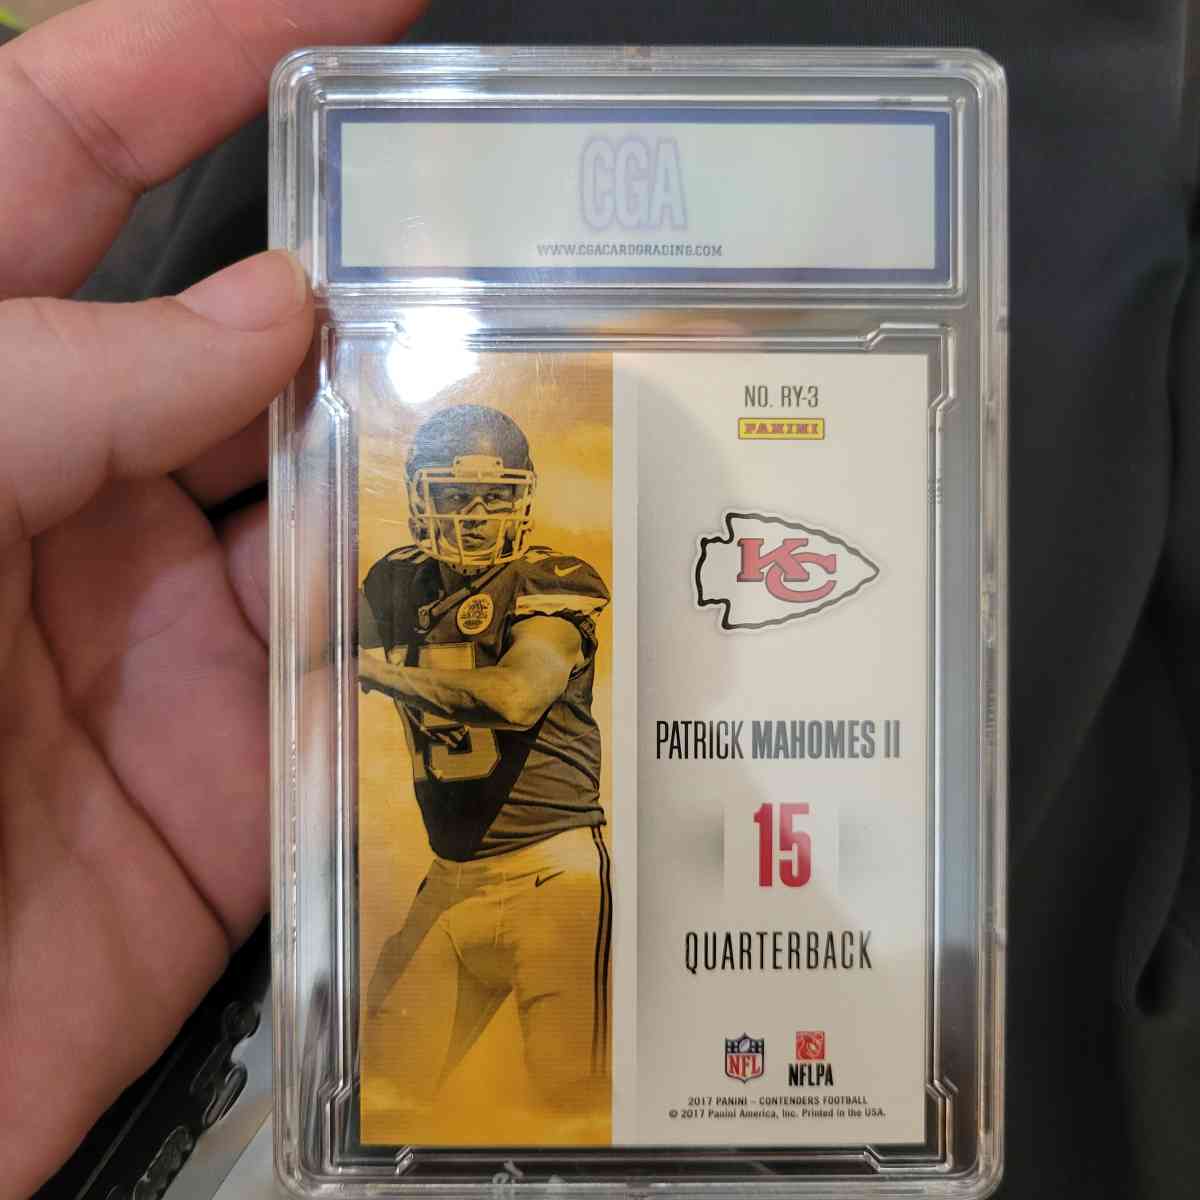 CGA
WWW.CGACARDGRADING.COM
NO. RY-3
PANINI
KC
PATRICK MAHOMES II
15
15
QUARTERBACK
NFL
NFLPA
2017 PANINI – CONTENDERS FOOTBALL
© 2017 Panini America, Inc. Printed in the USA.